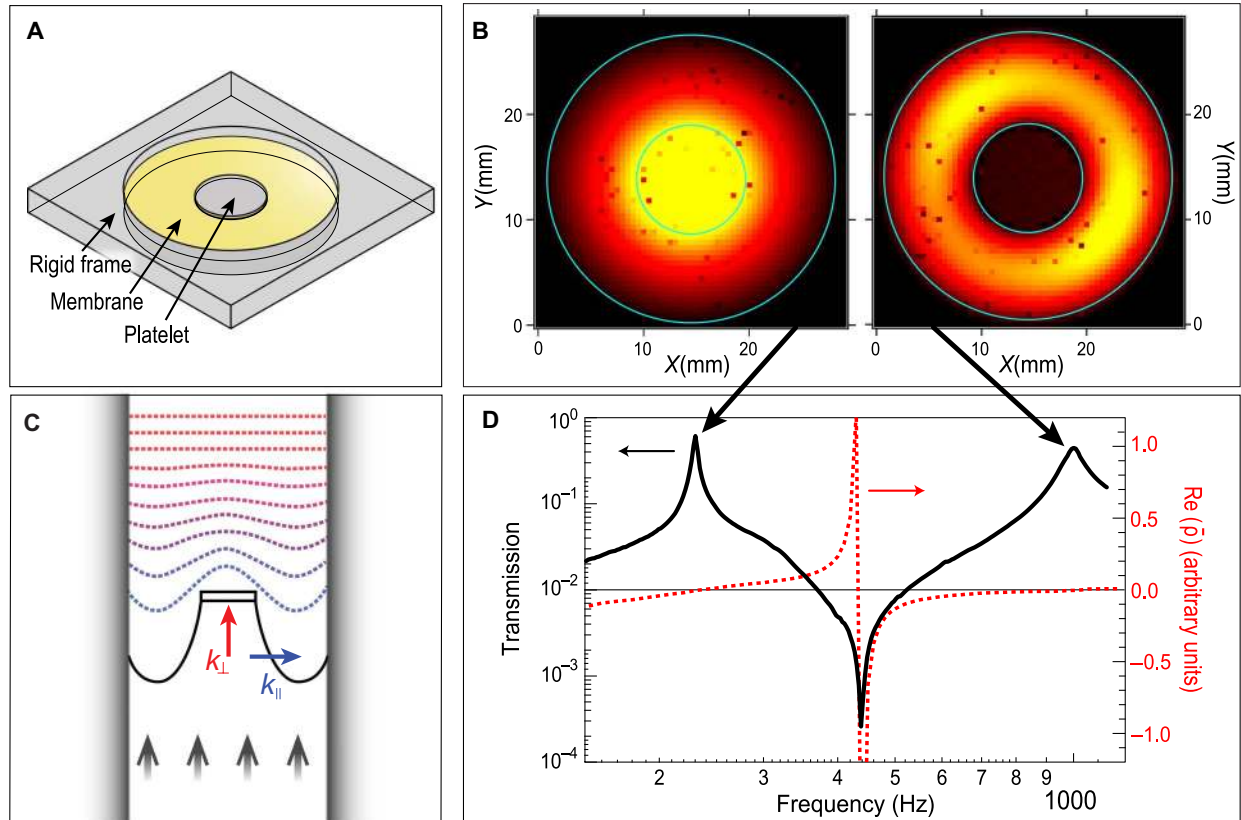 A
Rigid frame
Membrane
Platelet
B
Y(mm)
20
10
0
0
10
20
X(mm)
0
10
20
X(mm)
20
10
0
Y(mm)
C
k⊥
k||
D
Transmission
10⁰
10⁻¹
10⁻²
10⁻³
10⁻⁴
1.0
0.5
0.0
−0.5
−1.0
Re (ρ̄) (arbitrary units)
2
3
4
5
6
7
8
9
1000
Frequency (Hz)